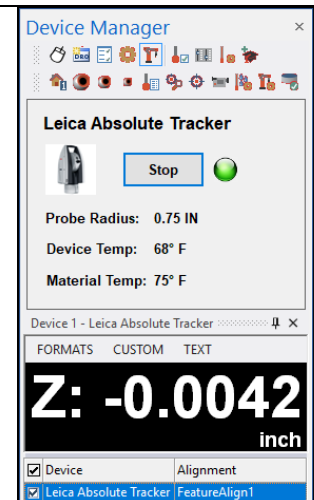 Device Manager
Leica Absolute Tracker
Stop
Probe Radius: 0.75 IN
Device Temp: 68° F
Material Temp: 75° F
Device 1 - Leica Absolute Tracker
FORMATS CUSTOM TEXT
Z: -0.0042
inch
Device Alignment
Leica Absolute Tracker FeatureAlign1